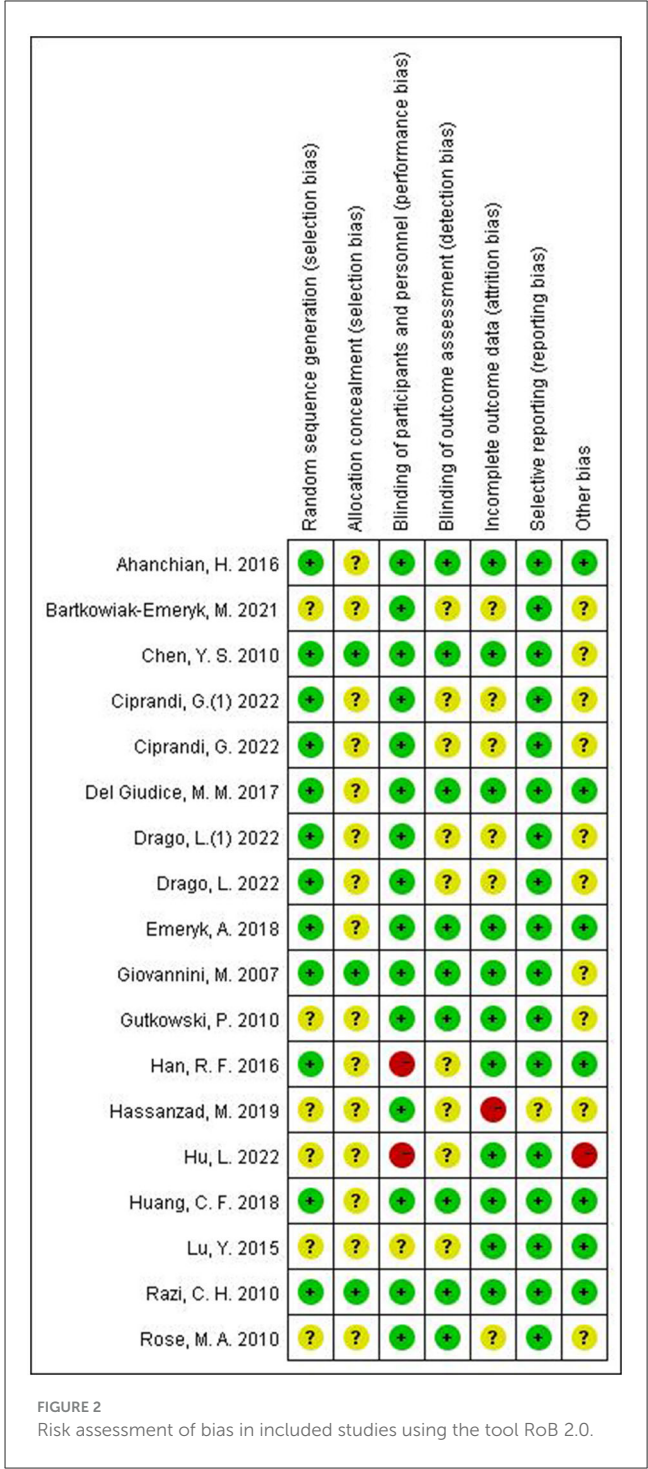 Random sequence generation (selection bias)
Allocation concealment (selection bias)
Blinding of participants and personnel (performance bias)
Blinding of outcome assessment (detection bias)
Incomplete outcome data (attrition bias)
Selective reporting (reporting bias)
Other bias
Ahanchian, H. 2016 + ? + + + + +
Bartkowiak-Emeryk, M. 2021 ? ? + ? ? + ?
Chen, Y. S. 2010 + + + + + + ?
Ciprandi, G.(1) 2022 + ? + ? ? + ?
Ciprandi, G. 2022 + ? + ? ? + ?
Del Giudice, M. M. 2017 + ? + + + + +
Drago, L.(1) 2022 + ? + ? ? + ?
Drago, L. 2022 + ? + ? ? + ?
Emeryk, A. 2018 + ? + + + + +
Giovannini, M. 2007 + + + + + + ?
Gutkowski, P. 2010 ? ? + + + + ?
Han, R. F. 2016 + ? - ? + + +
Hassanzad, M. 2019 ? ? + ? - ? ?
Hu, L. 2022 ? ? - ? + + -
Huang, C. F. 2018 + ? + + + + +
Lu, Y. 2015 ? ? ? ? + + +
Razi, C. H. 2010 + + + + + + +
Rose, M. A. 2010 ? ? + + ? + ?
FIGURE 2
Risk assessment of bias in included studies using the tool RoB 2.0.